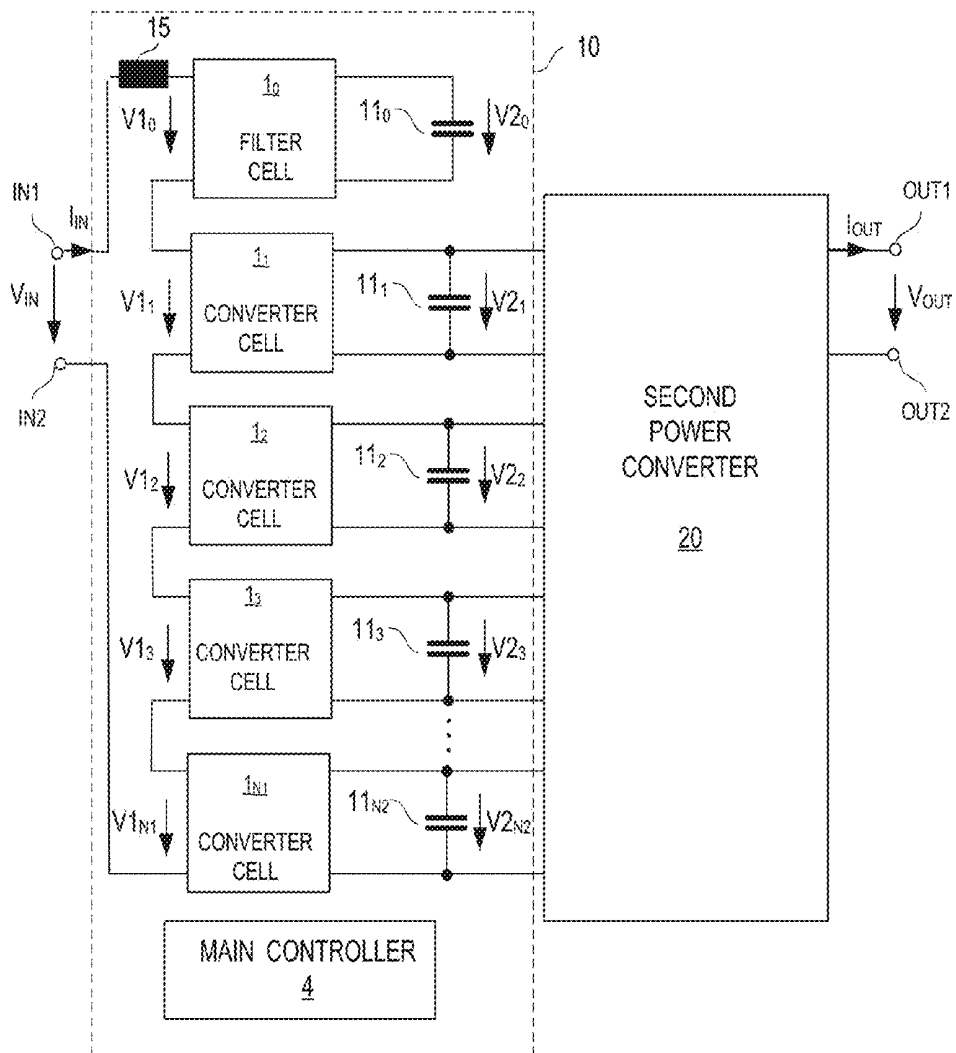 15
10
1₀
FILTER
CELL
V1₀
11₀
V2₀
IN1
I_IN
V_IN
IN2
1₁
CONVERTER
CELL
V1₁
11₁
V2₁
I_OUT
OUT1
V_OUT
OUT2
1₂
CONVERTER
CELL
V1₂
11₂
V2₂
SECOND
POWER
CONVERTER
20
1₃
CONVERTER
CELL
V1₃
11₃
V2₃
1_N1
CONVERTER
CELL
V1_N1
11_N2
V2_N2
MAIN CONTROLLER
4